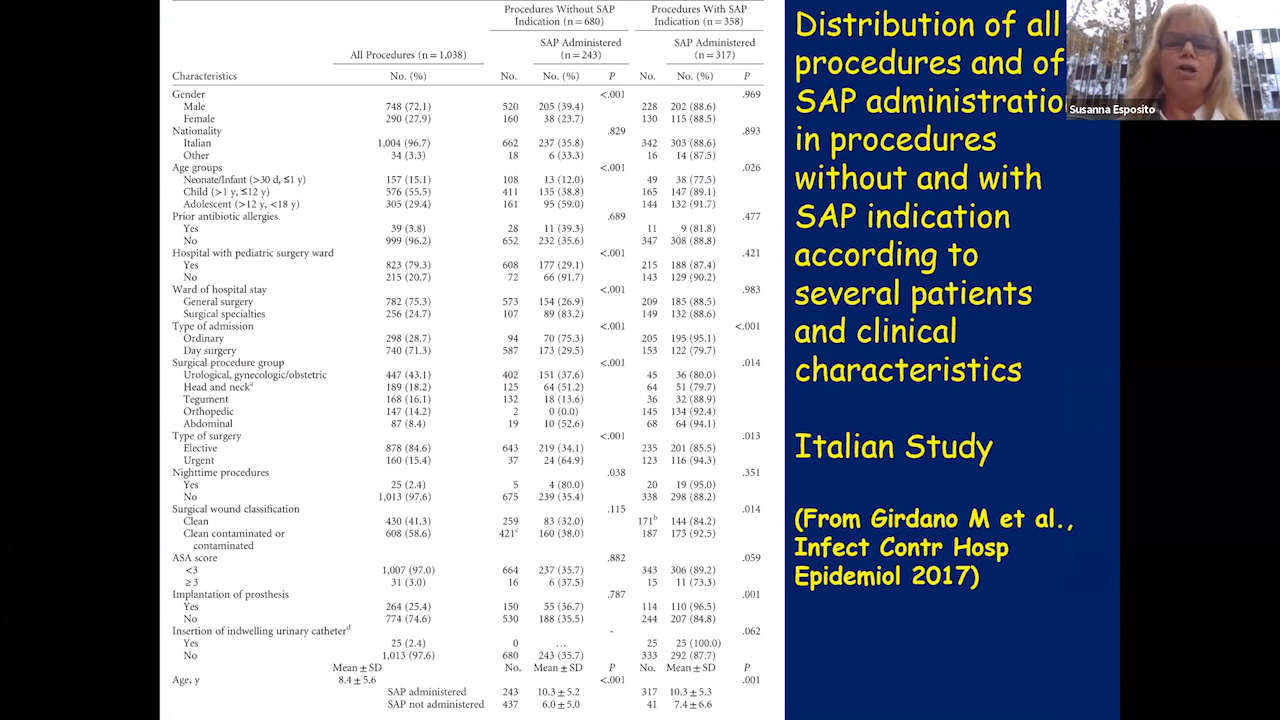 Procedures Without SAP Indication (n=680) Procedures With SAP Indication (n=358)
All Procedures (n=1,038) SAP Administered (n=243) SAP Administered (n=317)
Characteristics No. (%) No. No. (%) P No. No. (%) P
Gender <.001 .969
Male 748 (72.1) 520 205 (39.4) 228 202 (88.6)
Female 290 (27.9) 160 38 (23.7) 130 115 (88.5)
Nationality .829 .893
Italian 1,004 (96.7) 662 237 (35.8) 342 303 (88.6)
Other 34 (3.3) 18 6 (33.3) 16 14 (87.5)
Age groups <.001 .026
Neonate/Infant (>30 d, ≤1 y) 157 (15.1) 108 13 (12.0) 49 38 (77.5)
Child (>1 y, ≤12 y) 576 (55.5) 411 135 (38.8) 165 147 (89.1)
Adolescent (>12 y, <18 y) 305 (29.4) 161 95 (59.0) 144 132 (91.7)
Prior antibiotic allergies .689 .477
Yes 39 (3.8) 28 11 (39.3) 11 9 (81.8)
No 999 (96.2) 652 232 (35.6) 347 308 (88.8)
Hospital with pediatric surgery ward <.001 .421
Yes 823 (79.3) 608 177 (29.1) 215 188 (87.4)
No 215 (20.7) 72 66 (91.7) 143 129 (90.2)
Ward of hospital stay <.001 .983
General surgery 782 (75.3) 573 154 (26.9) 209 185 (88.5)
Surgical specialties 256 (24.7) 107 89 (83.2) 149 132 (88.6)
Type of admission <.001 <.001
Ordinary 298 (28.7) 94 70 (75.3) 205 195 (95.1)
Day surgery 740 (71.3) 587 173 (29.5) 153 122 (79.7)
Surgical procedure group <.001 .014
Urological, gynecologic/obstetric 447 (43.1) 402 151 (37.6) 45 36 (80.0)
Head and neckᵃ 189 (18.2) 125 64 (51.2) 64 51 (79.7)
Tegument 168 (16.1) 132 18 (13.6) 36 32 (88.9)
Orthopedic 147 (14.2) 2 0 (0.0) 145 134 (92.4)
Abdominal 87 (8.4) 19 10 (52.6) 68 64 (94.1)
Type of surgery <.001 .013
Elective 878 (84.6) 643 219 (34.1) 235 201 (85.5)
Urgent 160 (15.4) 37 24 (64.9) 123 116 (94.3)
Nighttime procedures .038 .351
Yes 25 (2.4) 5 4 (80.0) 20 19 (95.0)
No 1,013 (97.6) 675 239 (35.4) 338 298 (88.2)
Surgical wound classification .115 .014
Clean 430 (41.3) 259 83 (32.0) 171ᵇ 144 (84.2)
Clean contaminated or 608 (58.6) 421ᶜ 160 (38.0) 187 173 (92.5)
contaminated
ASA score .882 .059
<3 1,007 (97.0) 664 237 (35.7) 343 306 (89.2)
≥3 31 (3.0) 16 6 (37.5) 15 11 (73.3)
Implantation of prosthesis .787 .001
Yes 264 (25.4) 150 55 (36.7) 114 110 (96.5)
No 774 (74.6) 530 188 (35.5) 244 207 (84.8)
Insertion of indwelling urinary catheterᵈ - .062
Yes 25 (2.4) 0 … 25 25 (100.0)
No 1,013 (97.6) 680 243 (35.7) 333 292 (87.7)
Mean ± SD No. Mean ± SD P No. Mean ± SD P
Age, y 8.4 ± 5.6 <.001 .001
SAP administered 243 10.3 ± 5.2 317 10.3 ± 5.3
SAP not administered 437 6.0 ± 5.0 41 7.4 ± 6.6
Distribution of all
procedures and of
SAP administratio
in procedures
without and with
SAP indication
according to
several patients
and clinical
characteristics
Italian Study
(From Girdano M et al.,
Infect Contr Hosp
Epidemiol 2017)
Susanna Esposito